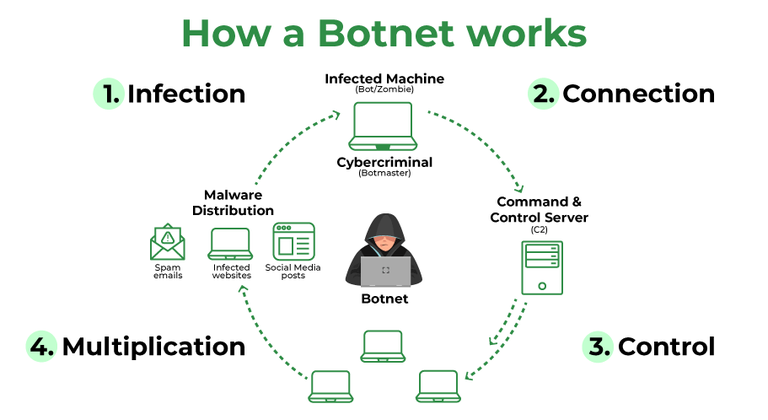 How a Botnet works
1. Infection
Infected Machine
(Bot/Zombie)
2. Connection
Cybercriminal
(Botmaster)
Malware
Distribution
Spam
emails
Infected
websites
Social Media
posts
Command &
Control Server
(C2)
Botnet
4. Multiplication
3. Control